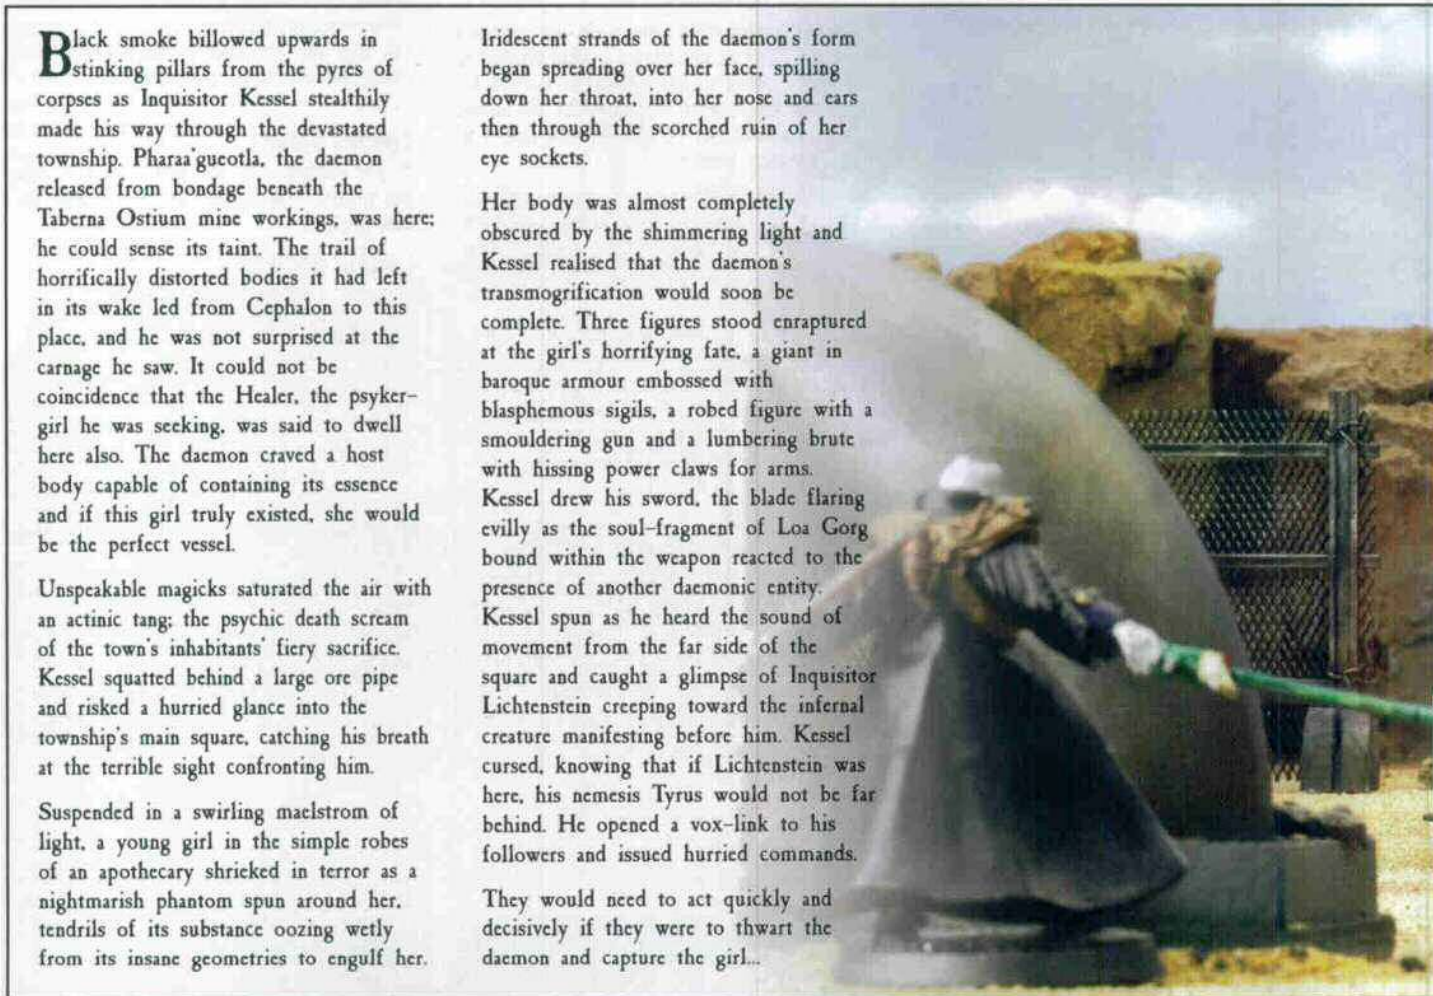 Black smoke billowed upwards in
stinking pillars from the pyres of
corpses as Inquisitor Kessel stealthily
made his way through the devastated
township. Pharaa'gueotla, the daemon
released from bondage beneath the
Taberna Ostium mine workings, was here;
he could sense its taint. The trail of
horrifically distorted bodies it had left
in its wake led from Cephalon to this
place, and he was not surprised at the
carnage he saw. It could not be
coincidence that the Healer, the psyker-
girl he was seeking, was said to dwell
here also. The daemon craved a host
body capable of containing its essence
and if this girl truly existed, she would
be the perfect vessel.
Unspeakable magicks saturated the air with
an actinic tang; the psychic death scream
of the town's inhabitants' fiery sacrifice.
Kessel squatted behind a large ore pipe
and risked a hurried glance into the
township's main square, catching his breath
at the terrible sight confronting him.
Suspended in a swirling maelstrom of
light, a young girl in the simple robes
of an apothecary shrieked in terror as a
nightmarish phantom spun around her,
tendrils of its substance oozing wetly
from its insane geometries to engulf her.
Iridescent strands of the daemon's form
began spreading over her face, spilling
down her throat, into her nose and ears
then through the scorched ruin of her
eye sockets.
Her body was almost completely
obscured by the shimmering light and
Kessel realised that the daemon's
transmogrification would soon be
complete. Three figures stood enraptured
at the girl's horrifying fate, a giant in
baroque armour embossed with
blasphemous sigils, a robed figure with a
smouldering gun and a lumbering brute
with hissing power claws for arms.
Kessel drew his sword, the blade flaring
evilly as the soul-fragment of Loa Gorg
bound within the weapon reacted to the
presence of another daemonic entity.
Kessel spun as he heard the sound of
movement from the far side of the
square and caught a glimpse of Inquisitor
Lichtenstein creeping toward the infernal
creature manifesting before him. Kessel
cursed, knowing that if Lichtenstein was
here, his nemesis Tyrus would not be far
behind. He opened a vox-link to his
followers and issued hurried commands.
They would need to act quickly and
decisively if they were to thwart the
daemon and capture the girl...